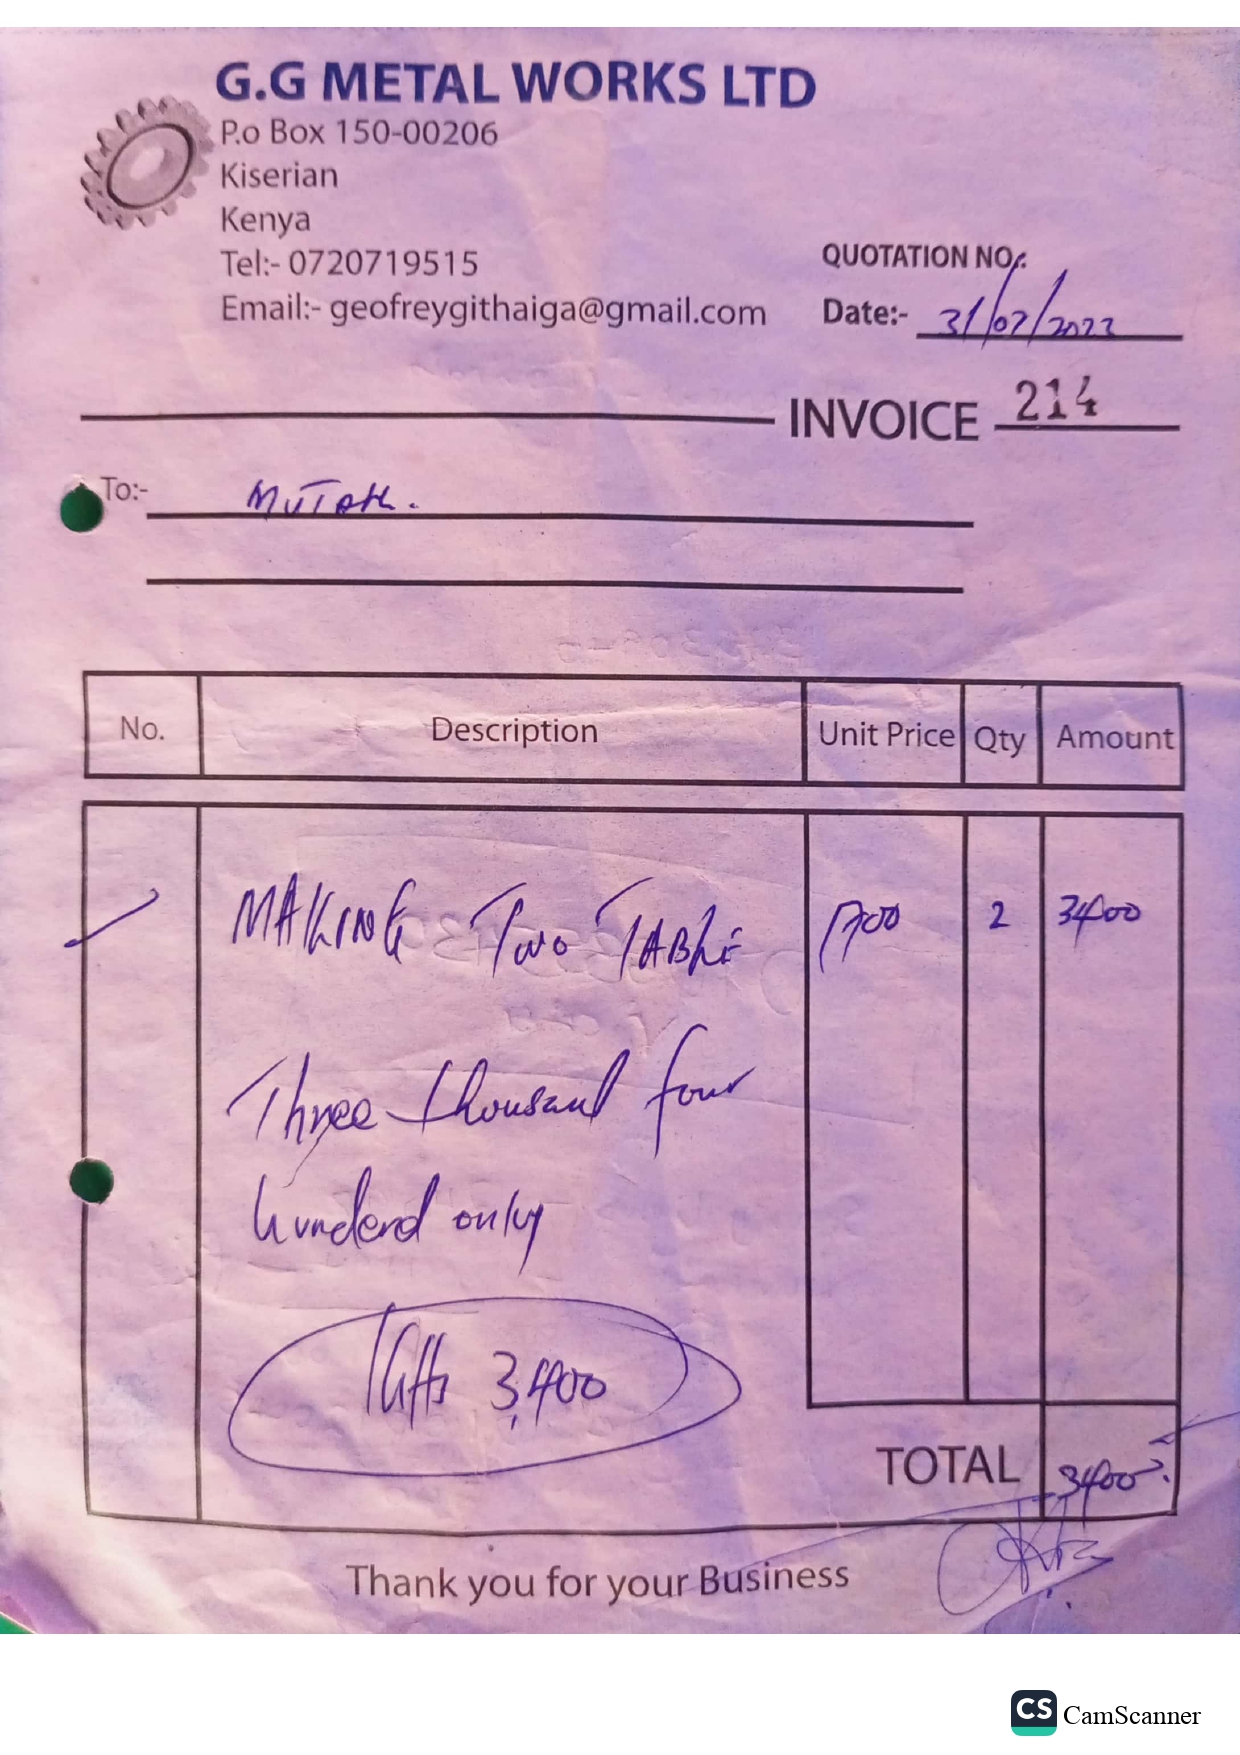 G.G METAL WORKS LTD
P.o Box 150-00206
Kiserian
Kenya
Tel:- 0720719515
Email:- geofreygithaiga@gmail.com
QUOTATION NO.:
Date:- 31/07/2023
INVOICE 214
To:- MUTAH.
No. Description Unit Price Qty Amount
MAKING TWO TABLE 1700 2 3400
Three thousand four
hunderd only
3,400
TOTAL 3400
Thank you for your Business
CS CamScanner